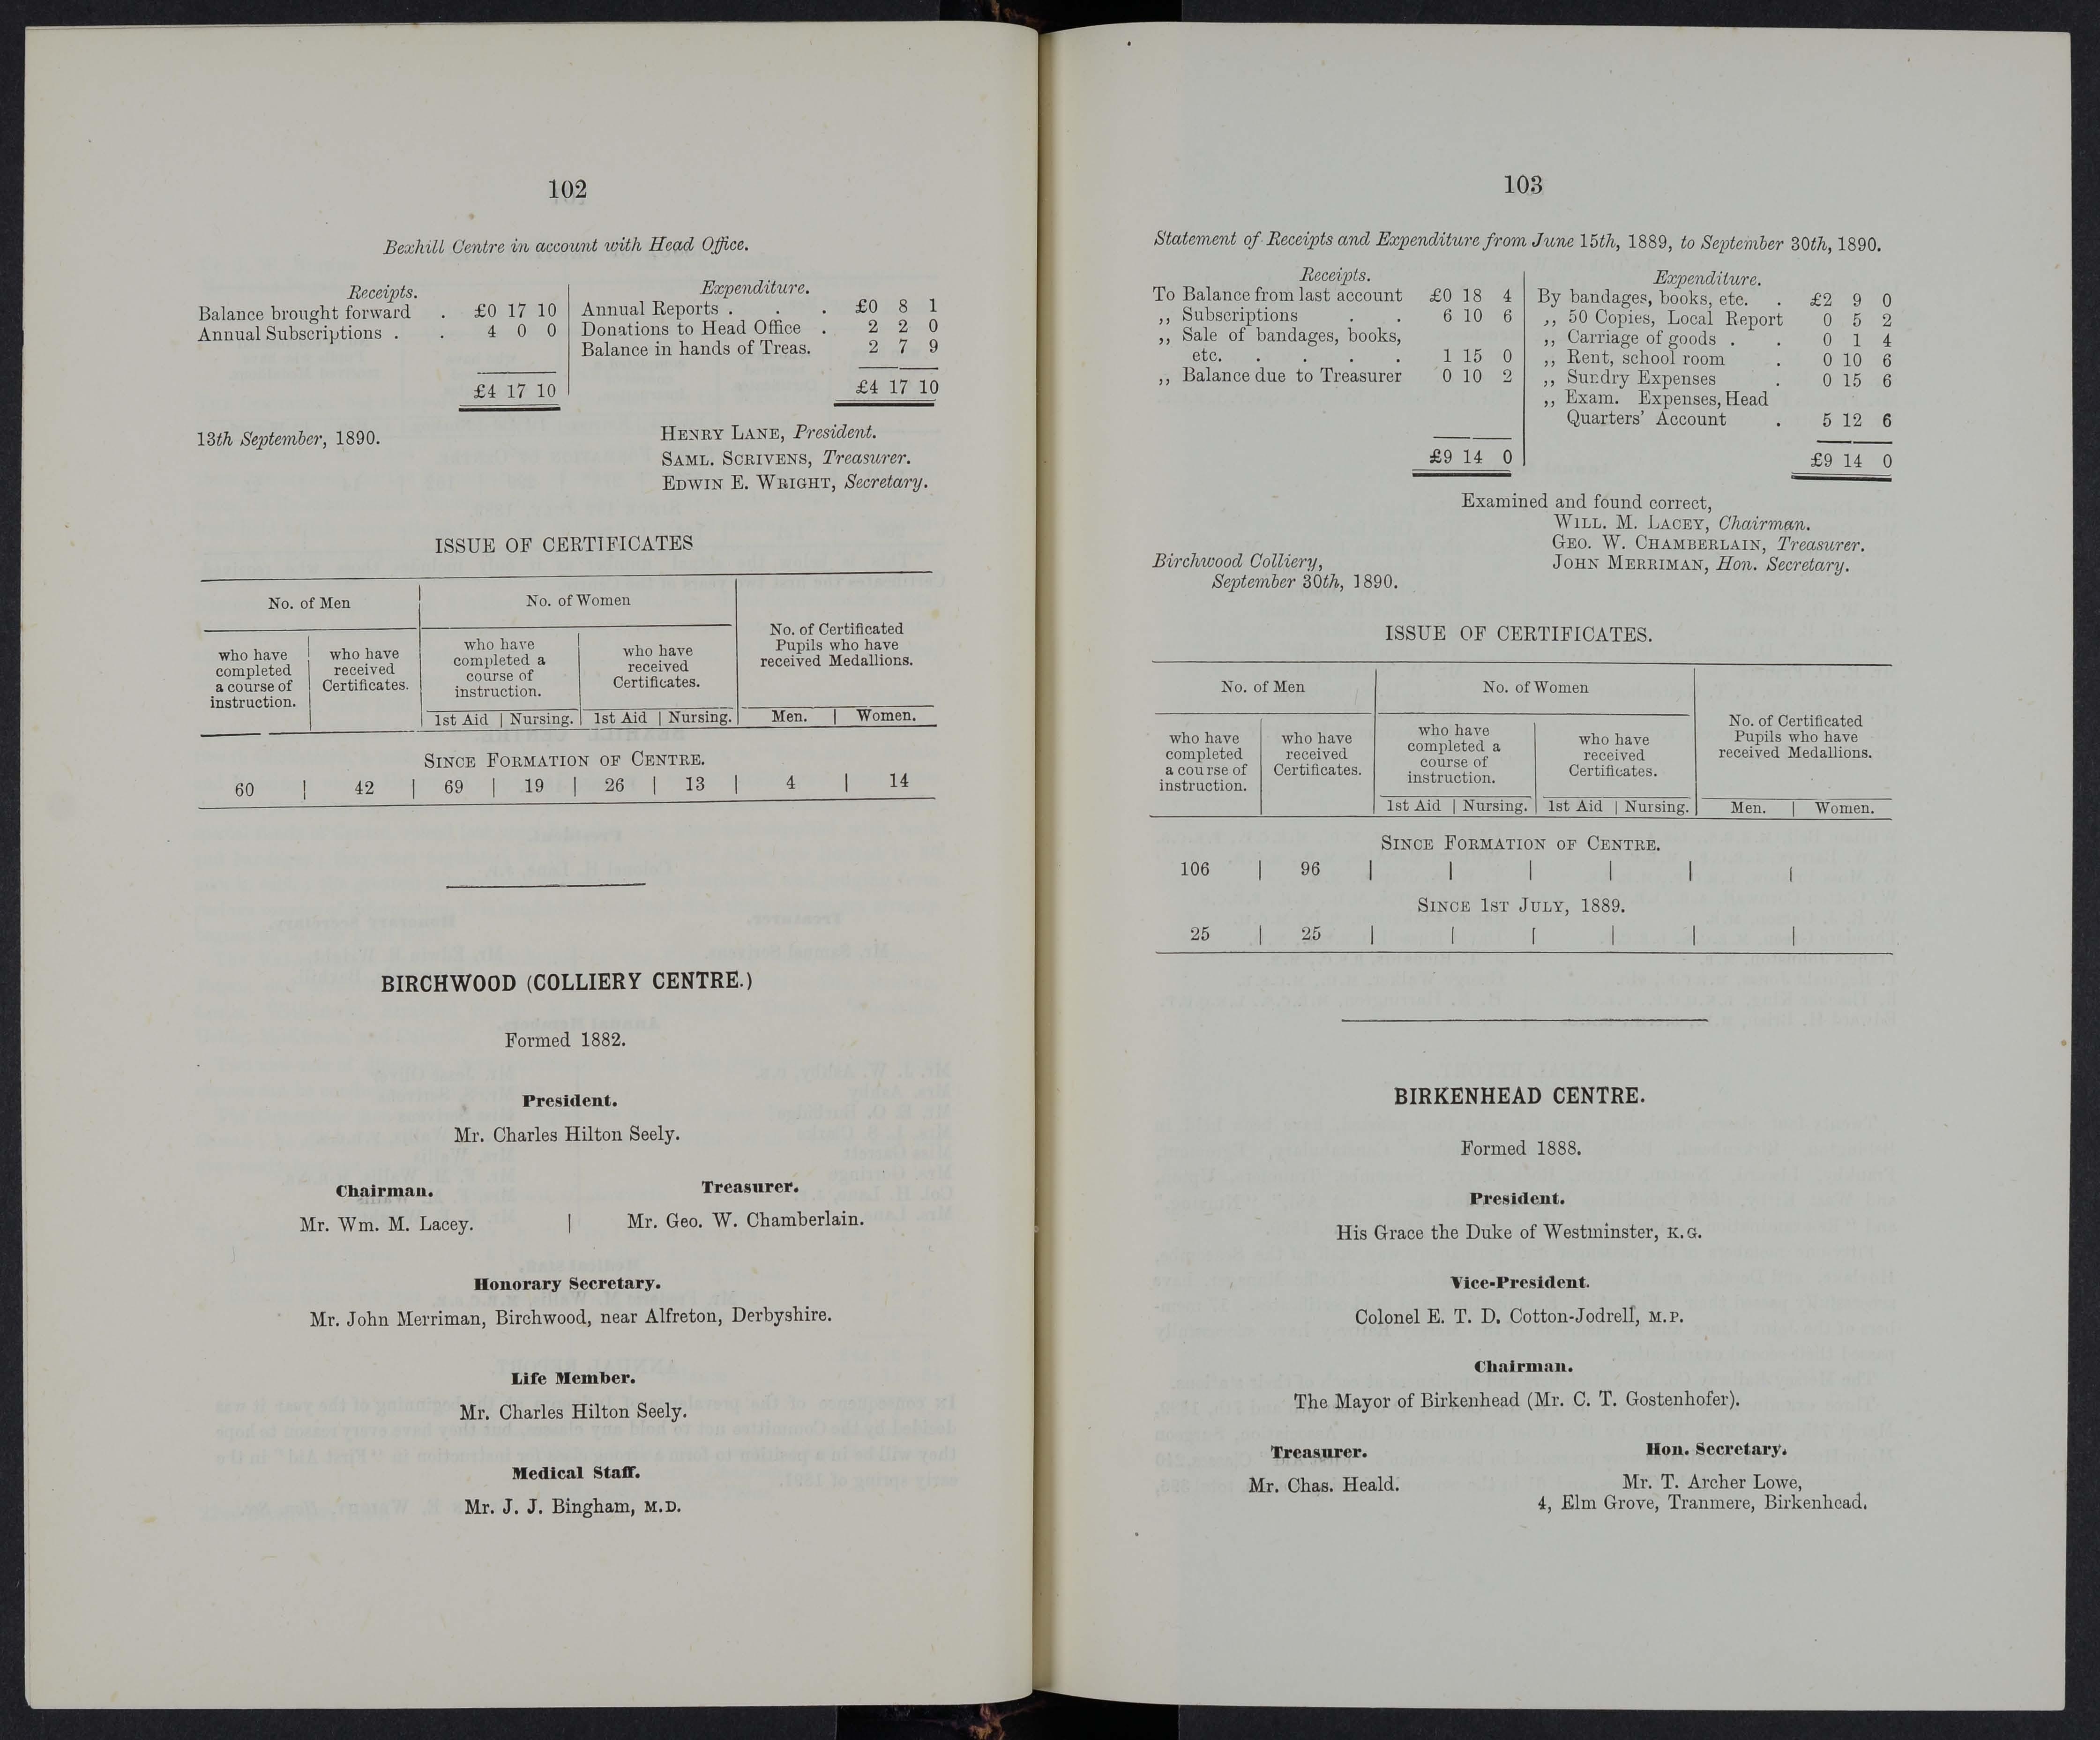 102
Bexhill Centre in account with Head Office.
Receipts.
Balance brought forward . £0 17 10
Annual Subscriptions . . 4 0 0
£4 17 10
Expenditure.
Annual Reports . . . £0 8 1
Donations to Head Office . 2 2 0
Balance in hands of Treas. 2 7 9
£4 17 10
13th September, 1890.
HENRY LANE, President.
SAML. SCRIVENS, Treasurer.
EDWIN E. WRIGHT, Secretary.
ISSUE OF CERTIFICATES
No. of Men
No. of Women
No. of Certificated
Pupils who have
received Medallions.
who have
completed
a course of
instruction.
who have
received
Certificates.
who have
completed a
course of
instruction.
who have
received
Certificates.
1st Aid | Nursing. | 1st Aid | Nursing. | Men. | Women.
SINCE FORMATION OF CENTRE.
60 | 42 | 69 | 19 | 26 | 13 | 4 | 14
BIRCHWOOD (COLLIERY CENTRE.)
Formed 1882.
President.
Mr. Charles Hilton Seely.
Chairman.
Mr. Wm. M. Lacey.
Treasurer.
Mr. Geo. W. Chamberlain.
Honorary Secretary.
Mr. John Merriman, Birchwood, near Alfreton, Derbyshire.
Life Member.
Mr. Charles Hilton Seely.
Medical Staff.
Mr. J. J. Bingham, M.D.
103
Statement of Receipts and Expenditure from June 15th, 1889, to September 30th, 1890.
Receipts.
To Balance from last account £0 18 4
,, Subscriptions . . 6 10 6
,, Sale of bandages, books,
etc. . . . . 1 15 0
,, Balance due to Treasurer 0 10 2
£9 14 0
Expenditure.
By bandages, books, etc. . £2 9 0
,, 50 Copies, Local Report 0 5 2
,, Carriage of goods . . 0 1 4
,, Rent, school room . 0 10 6
,, Sundry Expenses . 0 15 6
,, Exam. Expenses, Head
Quarters' Account . 5 12 6
£9 14 0
Examined and found correct,
WILL. M. LACEY, Chairman.
GEO. W. CHAMBERLAIN, Treasurer.
JOHN MERRIMAN, Hon. Secretary.
Birchwood Colliery,
September 30th, 1890.
ISSUE OF CERTIFICATES.
No. of Men
No. of Women
No. of Certificated
Pupils who have
received Medallions.
who have
completed
a course of
instruction.
who have
received
Certificates.
who have
completed a
course of
instruction.
who have
received
Certificates.
1st Aid | Nursing. | 1st Aid | Nursing. | Men. | Women.
SINCE FORMATION OF CENTRE.
106 | 96 | | | | | |
SINCE 1ST JULY, 1889.
25 | 25 | | | | | |
BIRKENHEAD CENTRE.
Formed 1888.
President.
His Grace the Duke of Westminster, K.G.
Vice-President.
Colonel E. T. D. Cotton-Jodrell, M.P.
Chairman.
The Mayor of Birkenhead (Mr. C. T. Gostenhofer).
Treasurer.
Mr. Chas. Heald.
Hon. Secretary.
Mr. T. Archer Lowe,
4, Elm Grove, Tranmere, Birkenhead.